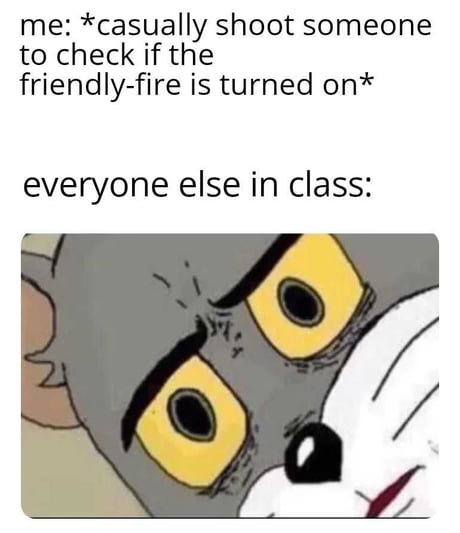 me: *casually shoot someone
to check if the
friendly-fire is turned on*
everyone else in class: